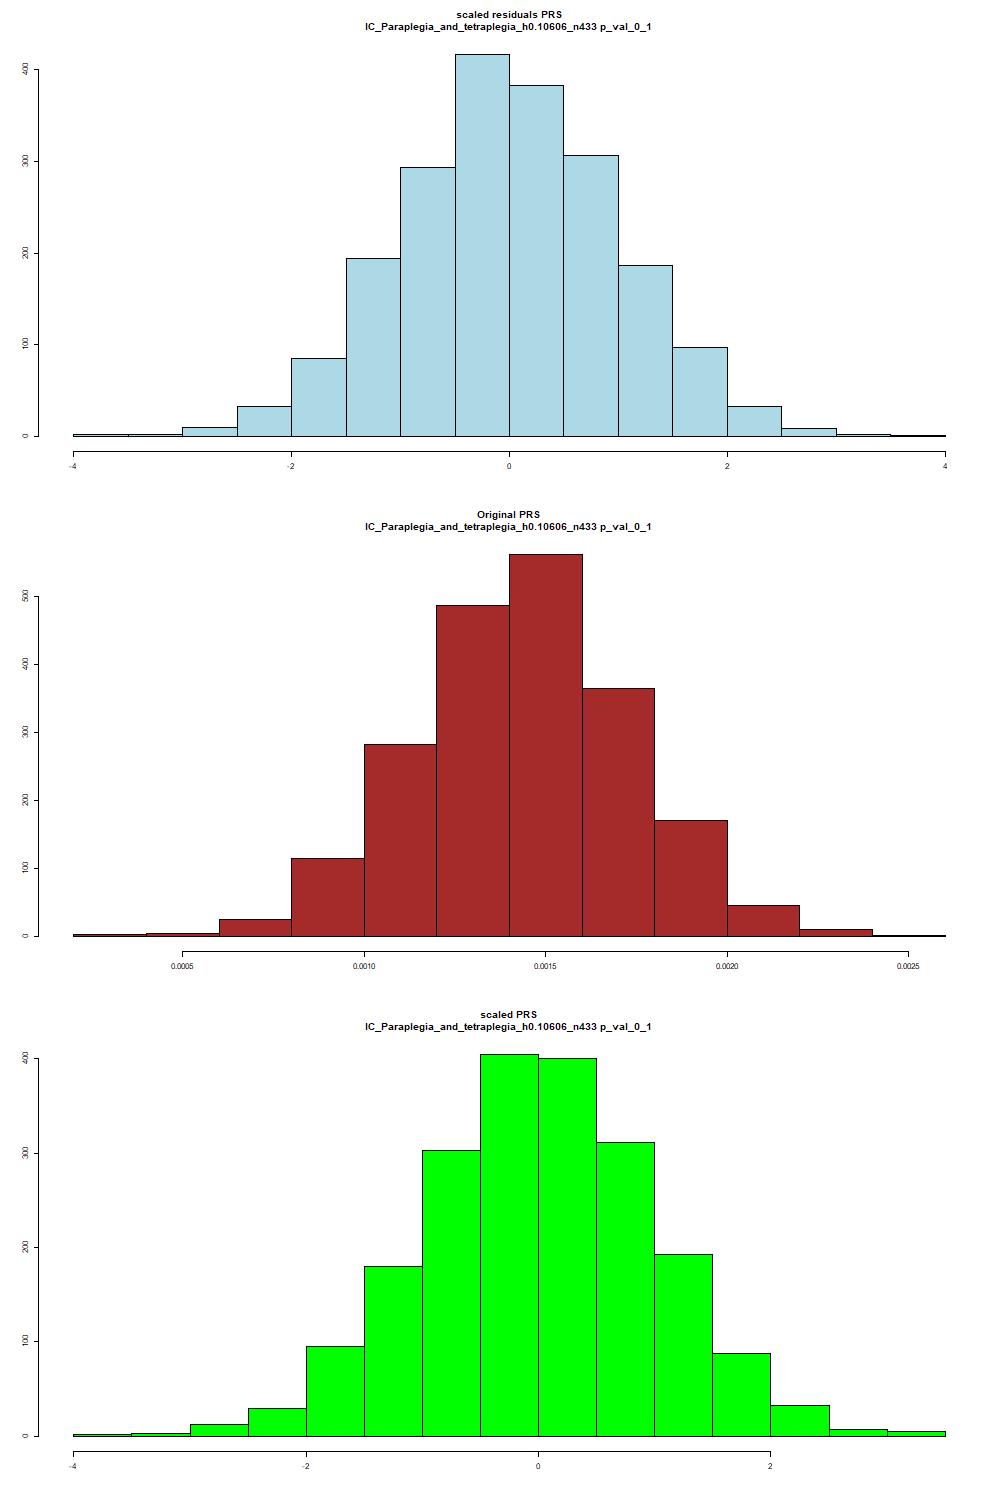 scaled residuals PRS
IC_Paraplegia_and_tetraplegia_h0.10606_n433 p_val_0_1
400
300
200
100
0
-4 -2 0 2 4
Original PRS
IC_Paraplegia_and_tetraplegia_h0.10606_n433 p_val_0_1
500
400
300
200
100
0
0.0005 0.0010 0.0015 0.0020 0.0025
scaled PRS
IC_Paraplegia_and_tetraplegia_h0.10606_n433 p_val_0_1
400
300
200
100
0
-4 -2 0 2